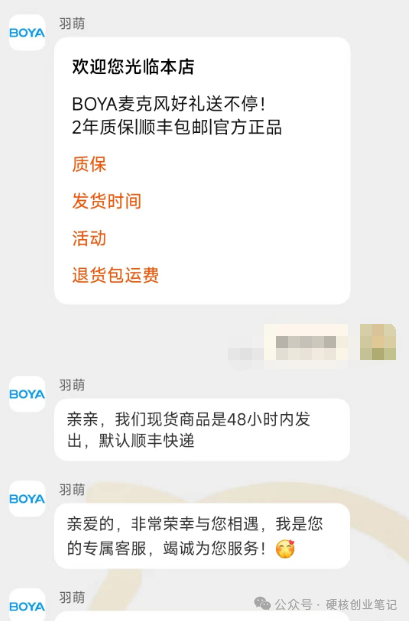 羽萌
BOYA
欢迎您光临本店
BOYA麦克风好礼送不停！
2年质保|顺丰包邮|官方正品
质保
发货时间
活动
退货包运费
羽萌
BOYA
亲亲，我们现货商品是48小时内发
出，默认顺丰快递
羽萌
BOYA
亲爱的，非常荣幸与您相遇，我是您
的专属客服，竭诚为您服务！🥰
羽萌
BOYA
公众号 · 硬核创业笔记